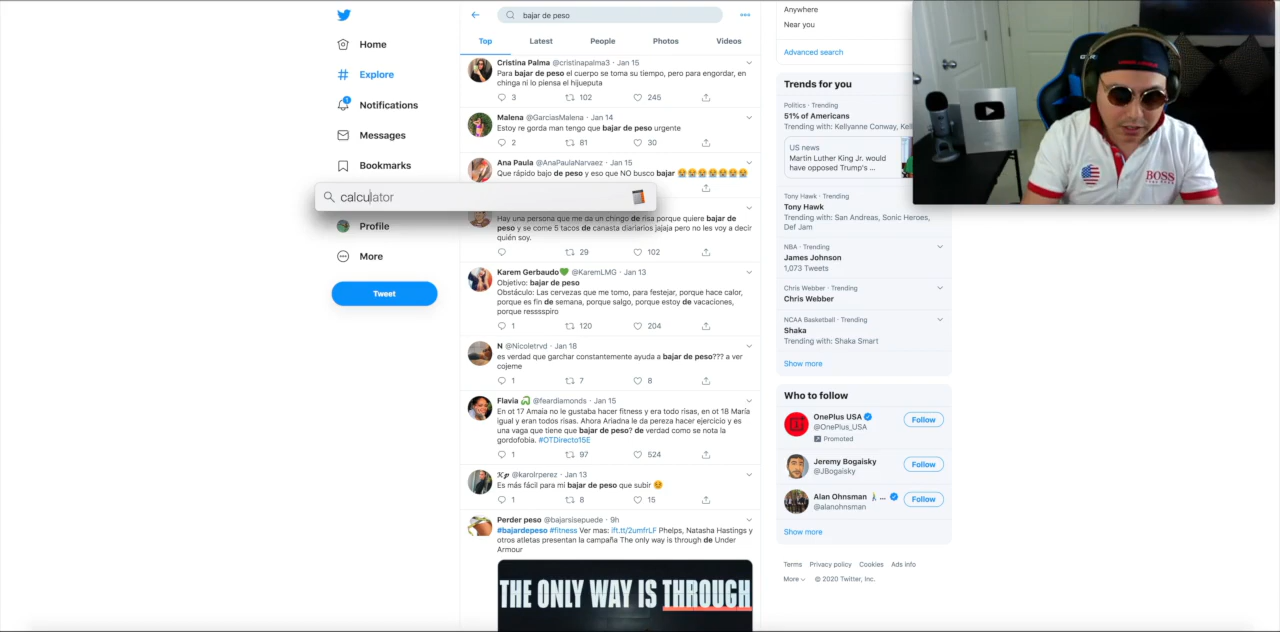 Home
Explore
1
Notifications
Messages
Bookmarks
calculator
Profile
More
Tweet
bajar de peso
Top
Latest
People
Photos
Videos
Cristina Palma @cristinapalma3 · Jan 15
Para bajar de peso el cuerpo se toma su tiempo, pero para engordar, en
chinga ni lo piensa el hijueputa
3
102
245
Malena @GarciasMalena · Jan 14
Estoy re gorda man tengo que bajar de peso urgente
2
81
30
Ana Paula @AnaPaulaNarvaez · Jan 15
Que rápido bajo de peso y eso que NO busco bajar 😭😭😭😭😭😭😭
Hay una persona que me da un chingo de risa porque quiere bajar de
peso y se come 5 tacos de canasta diariarios jajaja pero no les voy a decir
quién soy.
29
102
Karem Gerbaudo💚 @KaremLMG · Jan 13
Objetivo: bajar de peso
Obstáculo: Las cervezas que me tomo, para festejar, porque hace calor,
porque es fin de semana, porque salgo, porque estoy de vacaciones,
porque resssspiro
1
120
204
N @Nicoletrvd · Jan 18
es verdad que garchar constantemente ayuda a bajar de peso??? a ver
cojeme
1
7
8
Flavia @feardiamonds · Jan 15
En ot 17 Amaia no le gustaba hacer fitness y era todo risas, en ot 18 María
igual y eran todo risas. Ahora Ariadna le da pereza hacer ejercicio y es
una vaga que tiene que bajar de peso? de verdad como se nota la
gordofobia. #OTDirecto15E
1
97
524
𝓚𝓹 @karolrperez · Jan 13
Es más fácil para mi bajar de peso que subir
1
8
15
Perder peso @bajarsisepuede · 9h
#bajardepeso #fitness Ver mas: ift.tt/2umfrLF Phelps, Natasha Hastings y
otros atletas presentan la campaña The only way is through de Under
Armour
THE ONLY WAY IS THROUGH
Anywhere
Near you
Advanced search
Trends for you
Politics · Trending
51% of Americans
Trending with: Kellyanne Conway,
US news
Martin Luther King Jr. would
have opposed Trump's ...
Tony Hawk · Trending
Tony Hawk
Trending with: San Andreas, Sonic Heroes,
Def Jam
NBA · Trending
James Johnson
1,073 Tweets
Chris Webber · Trending
Chris Webber
NCAA Basketball · Trending
Shaka
Trending with: Shaka Smart
Show more
Who to follow
OnePlus USA
@OnePlus_USA
Promoted
Follow
Jeremy Bogaisky
@JBogaisky
Follow
Alan Ohnsman ...
@alanohnsman
Follow
Show more
Terms Privacy policy Cookies Ads info
More © 2020 Twitter, Inc.
BOSS